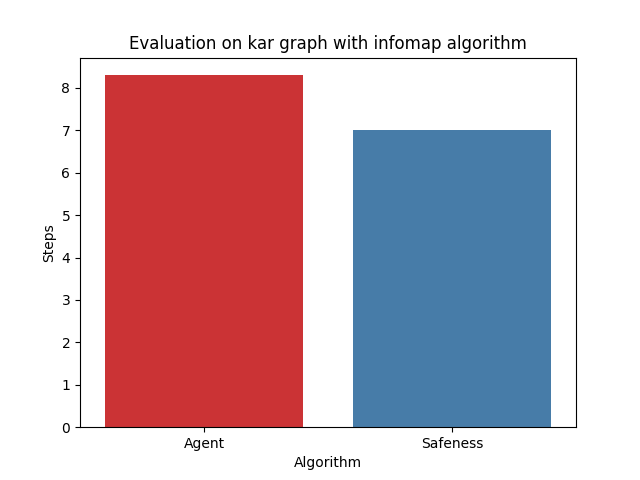 Evaluation on kar graph with infomap algorithm
8
7
6
5
4
3
2
1
0
Steps
Agent Safeness
Algorithm